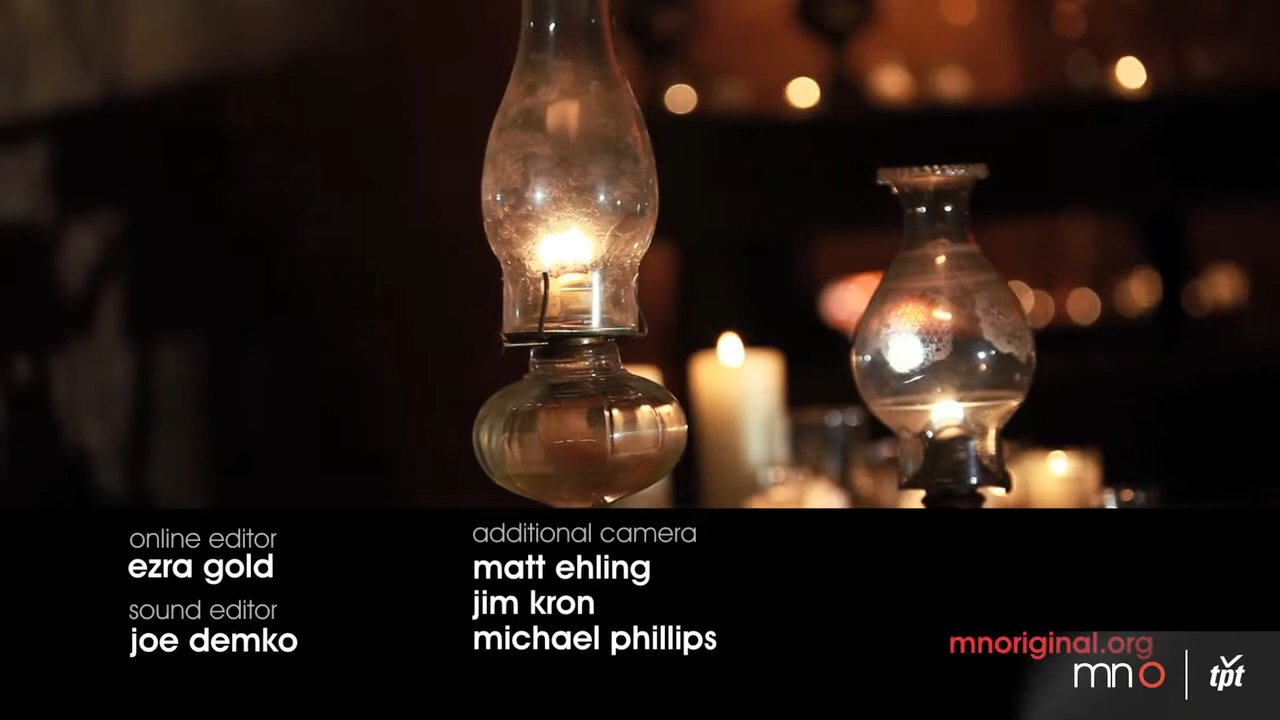 online editor
ezra gold
sound editor
joe demko
additional camera
matt ehling
jim kron
michael phillips
mnoriginal.org
mno
tpt